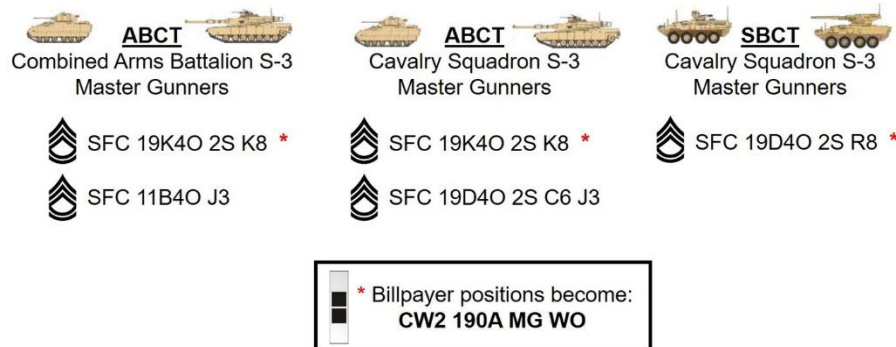 ABCT
Combined Arms Battalion S-3
Master Gunners
SFC 19K4O 2S K8 *
SFC 11B4O J3
ABCT
Cavalry Squadron S-3
Master Gunners
SFC 19K4O 2S K8 *
SFC 19D4O 2S C6 J3
SBCT
Cavalry Squadron S-3
Master Gunners
SFC 19D4O 2S R8 *
* Billpayer positions become:
CW2 190A MG WO